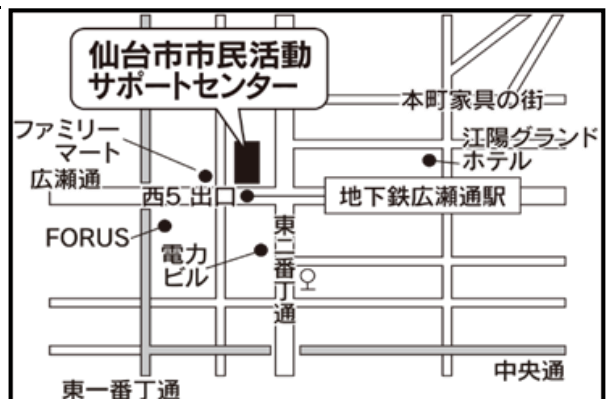 仙台市市民活動
サポートセンター
本町家具の街
ファミリー
マート
江陽グランド
ホテル
広瀬通
西5 出口
地下鉄広瀬通駅
FORUS
電力
ビル
東二番丁通
中央通
東一番丁通